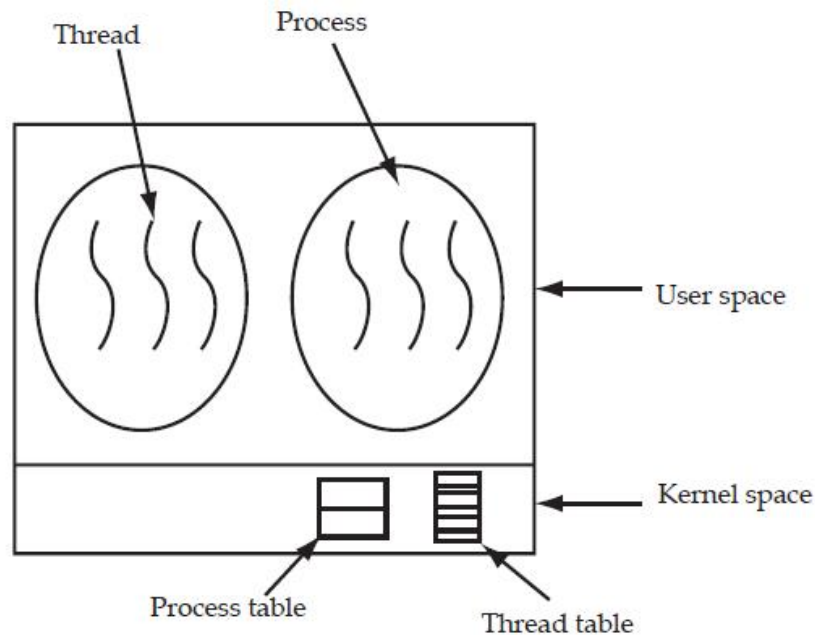 Thread
Process
User space
Kernel space
Process table
Thread table